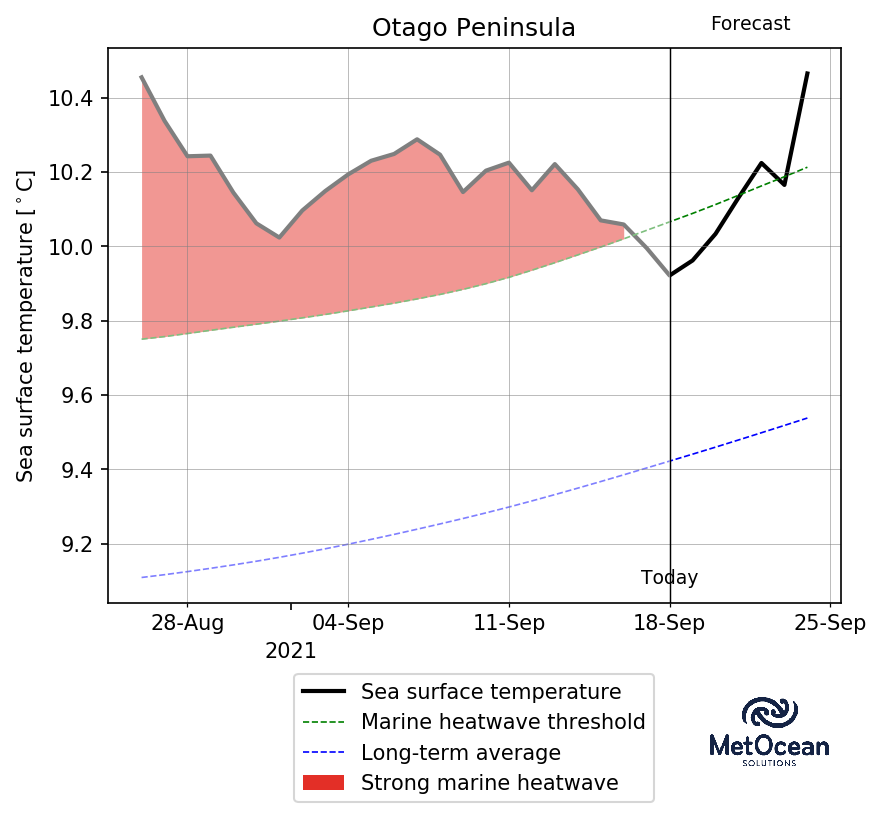 Otago Peninsula
Forecast
Sea surface temperature [°C]
10.4
10.2
10.0
9.8
9.6
9.4
9.2
Today
28-Aug 04-Sep 11-Sep 18-Sep 25-Sep
2021
Sea surface temperature
Marine heatwave threshold
Long-term average
Strong marine heatwave
MetOcean
SOLUTIONS